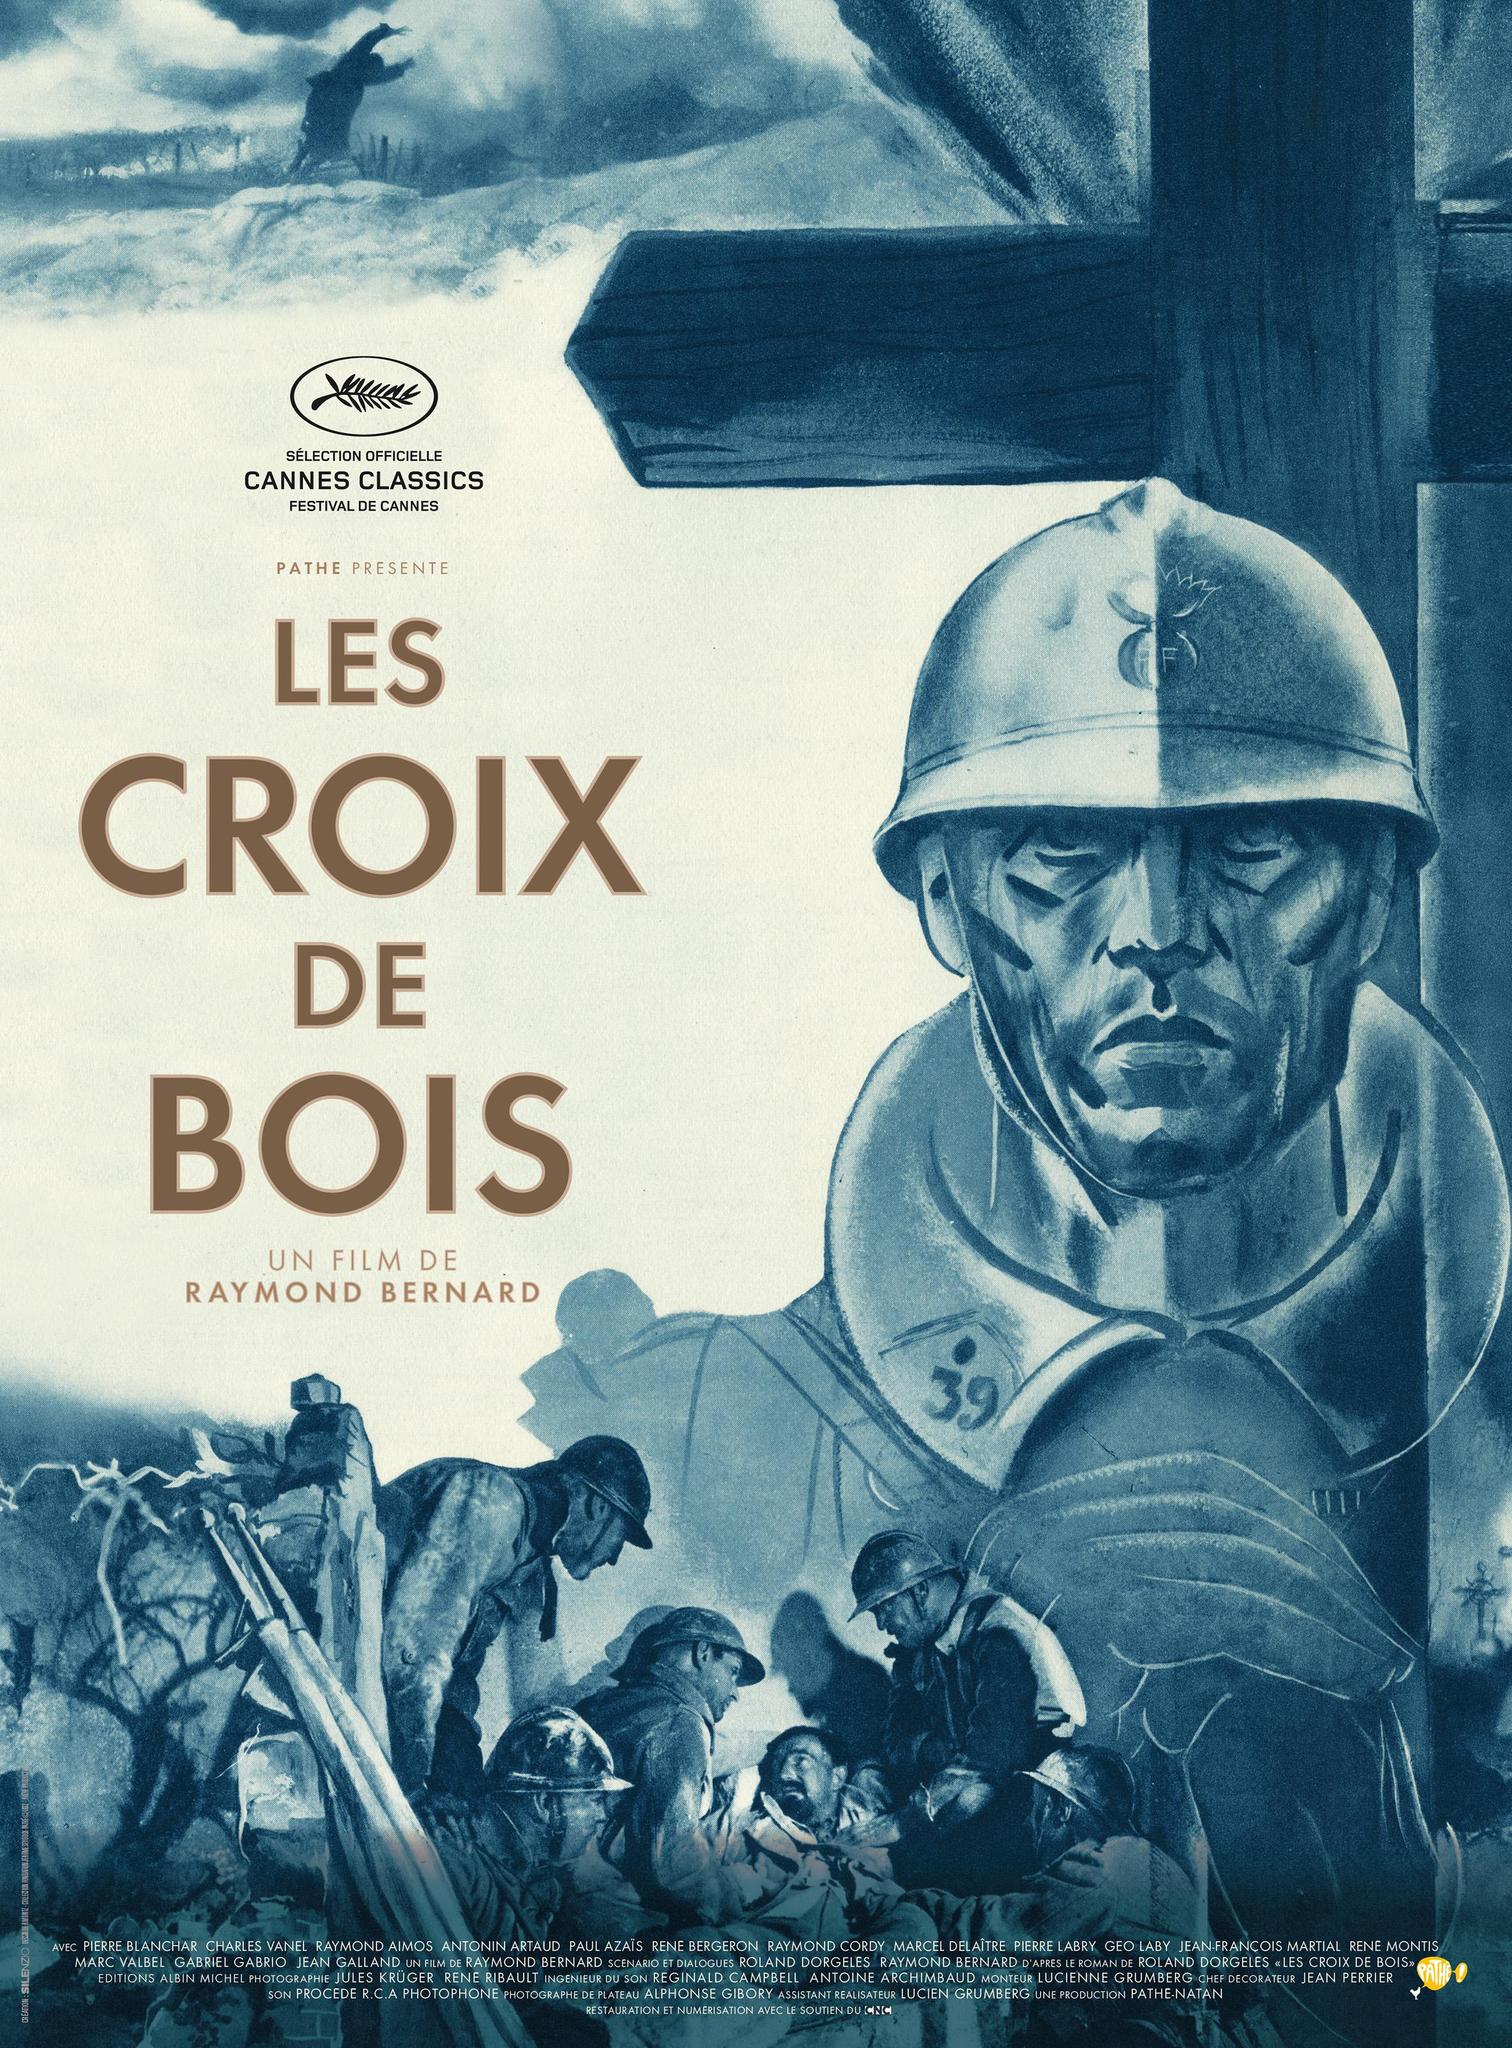 SÉLECTION OFFICIELLE
CANNES CLASSICS
FESTIVAL DE CANNES
PATHE PRESENTE
LES
CROIX
DE
BOIS
UN FILM DE
RAYMOND BERNARD
RF
39
AVEC PIERRE BLANCHAR CHARLES VANEL RAYMOND AIMOS ANTONIN ARTAUD PAUL AZAÏS RENE BERGERON RAYMOND CORDY MARCEL DELAÎTRE PIERRE LABRY GEO LABY JEAN-FRANÇOIS MARTIAL RENE MONTIS
MARC VALBEL GABRIEL GABRIO JEAN GALLAND UN FILM DE RAYMOND BERNARD SCENARIO ET DIALOGUES ROLAND DORGELES RAYMOND BERNARD D'APRES LE ROMAN DE ROLAND DORGELES «LES CROIX DE BOIS»
EDITIONS ALBIN MICHEL PHOTOGRAPHIE JULES KRÜGER RENE RIBAULT INGENIEUR DU SON REGINALD CAMPBELL ANTOINE ARCHIMBAUD MONTEUR LUCIENNE GRUMBERG CHEF DECORATEUR JEAN PERRIER
SON PROCEDE R.C.A PHOTOPHONE PHOTOGRAPHE DE PLATEAU ALPHONSE GIBORY ASSISTANT REALISATEUR LUCIEN GRUMBERG UNE PRODUCTION PATHE-NATAN
RESTAURATION ET NUMÉRISATION AVEC LE SOUTIEN DU CNC
PATHE!
CRÉATION : SILENZIO